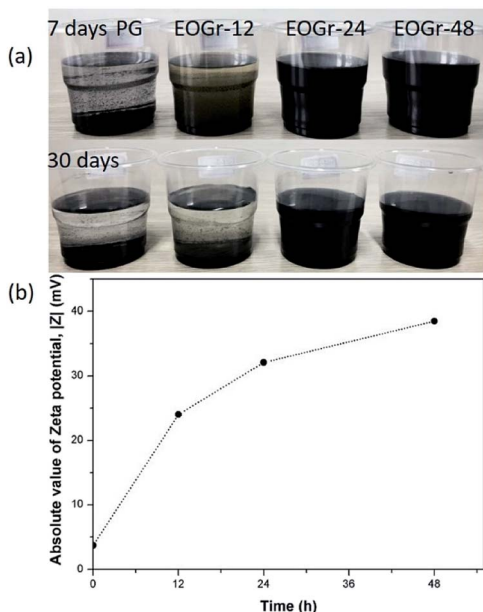 (a)
7 days PG EOGr-12 EOGr-24 EOGr-48
30 days
(b)
Absolute value of Zeta potential, |Z| (mV)
40
30
20
10
0
0 12 24 36 48
Time (h)